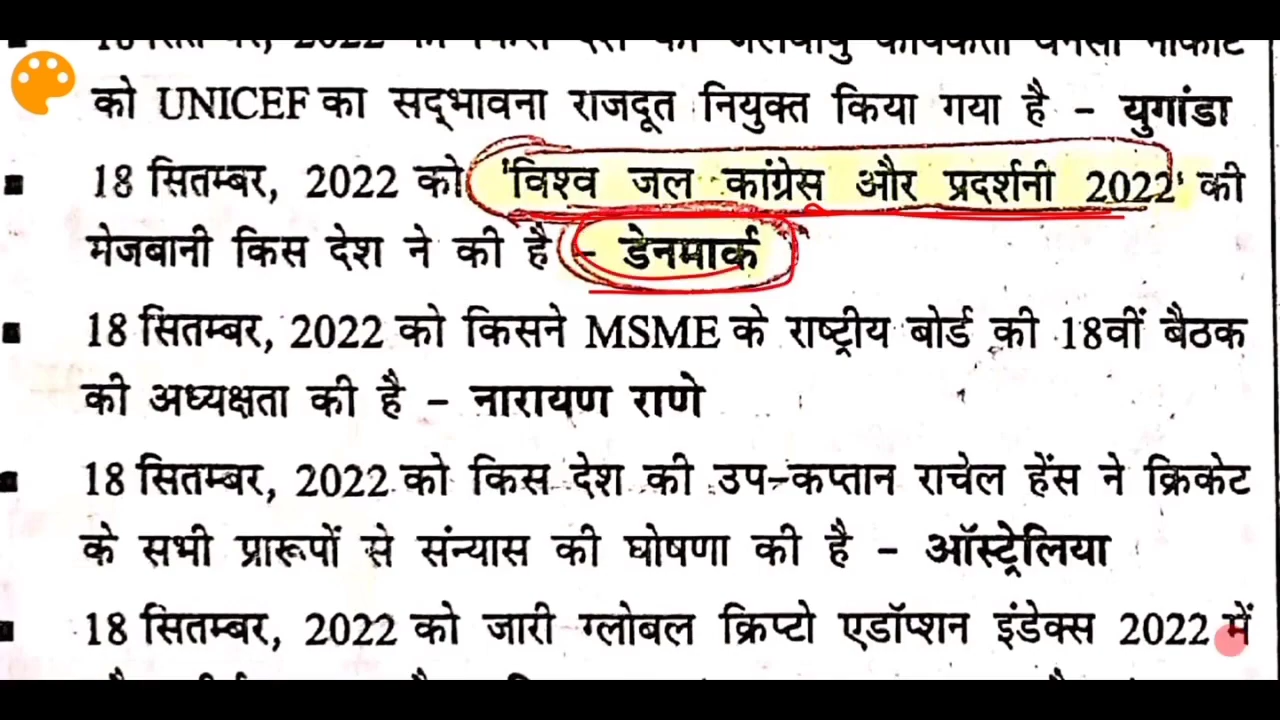 को UNICEF का सद्भावना राजदूत नियुक्त किया गया है - युगांडा
▪ 18 सितम्बर, 2022 को 'विश्व जल कांग्रेस और प्रदर्शनी 2022' की
मेजबानी किस देश ने की है - डेनमार्क
▪ 18 सितम्बर, 2022 को किसने MSME के राष्ट्रीय बोर्ड की 18वीं बैठक
की अध्यक्षता की है - नारायण राणे
▪ 18 सितम्बर, 2022 को किस देश की उप-कप्तान राचेल हेंस ने क्रिकेट
के सभी प्रारूपों से संन्यास की घोषणा की है - ऑस्ट्रेलिया
▪ 18 सितम्बर, 2022 को जारी ग्लोबल क्रिप्टो एडॉप्शन इंडेक्स 2022 में